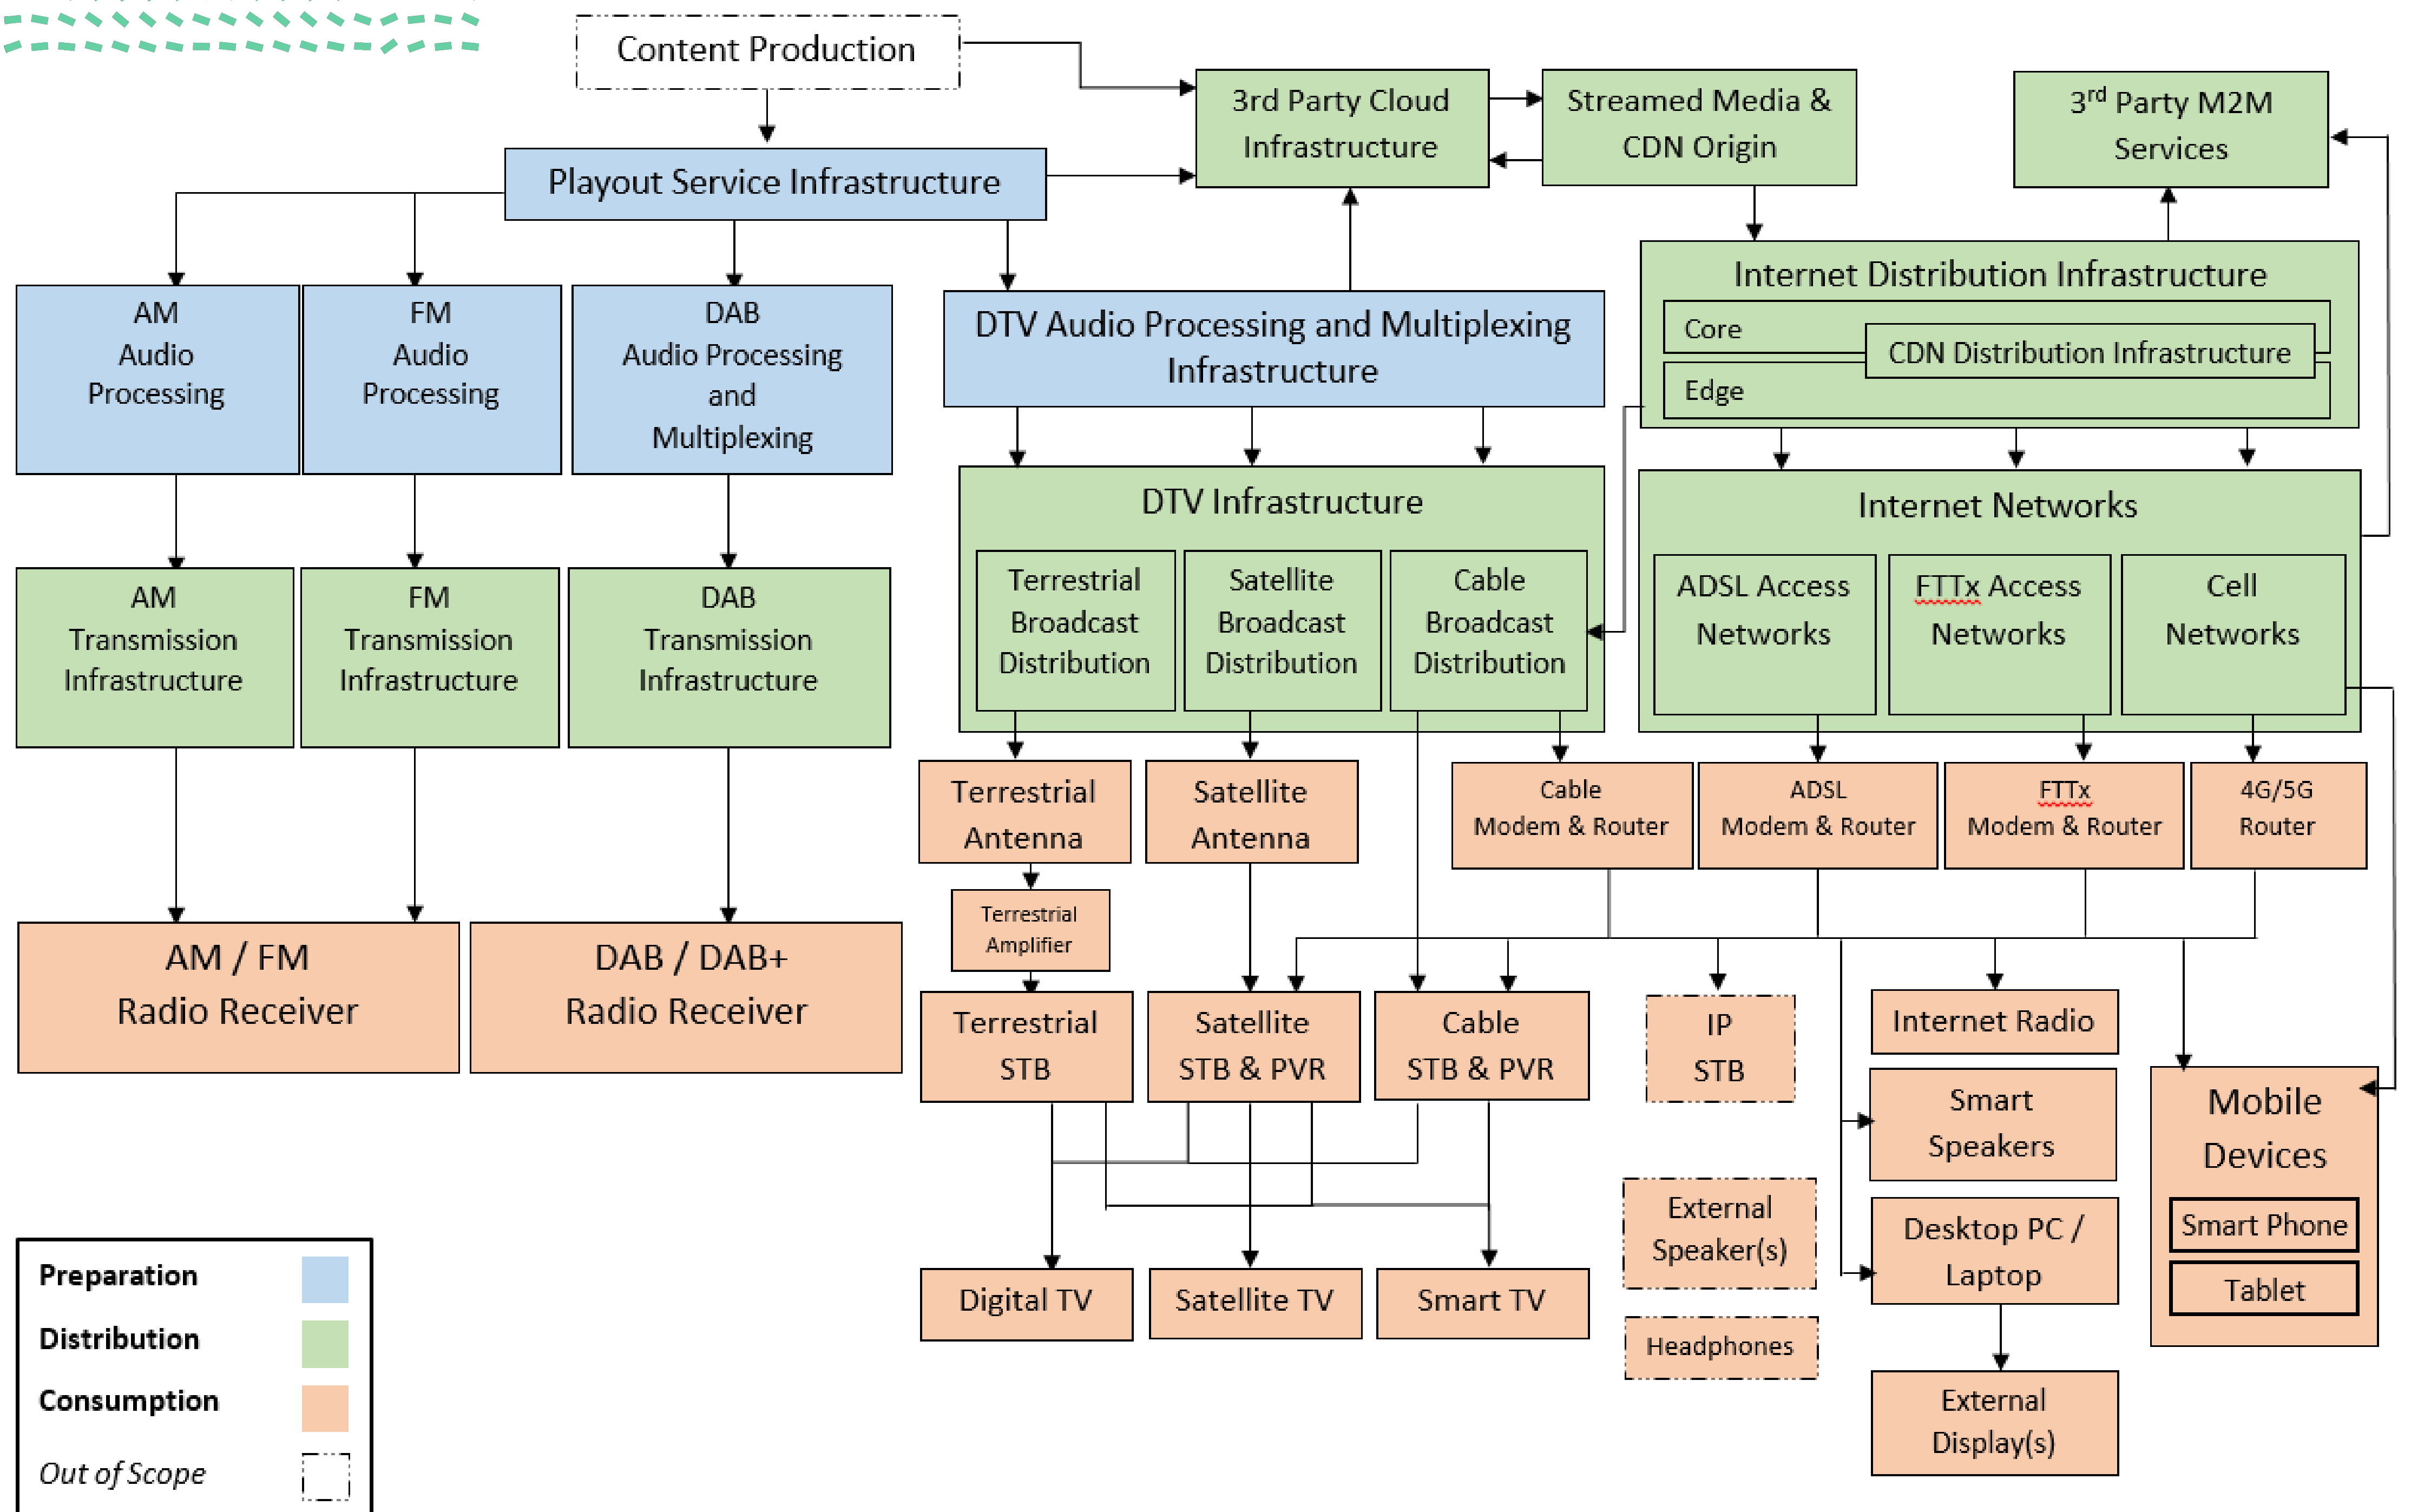 Content Production
3rd Party Cloud
Infrastructure
Streamed Media &
CDN Origin
3rd Party M2M
Services
Playout Service Infrastructure
AM
Audio
Processing
FM
Audio
Processing
DAB
Audio Processing
and
Multiplexing
DTV Audio Processing and Multiplexing
Infrastructure
Internet Distribution Infrastructure
Core
CDN Distribution Infrastructure
Edge
AM
Transmission
Infrastructure
FM
Transmission
Infrastructure
DAB
Transmission
Infrastructure
DTV Infrastructure
Terrestrial
Broadcast
Distribution
Satellite
Broadcast
Distribution
Cable
Broadcast
Distribution
Internet Networks
ADSL Access
Networks
FTTx Access
Networks
Cell
Networks
Terrestrial
Antenna
Satellite
Antenna
Cable
Modem & Router
ADSL
Modem & Router
FTTx
Modem & Router
4G/5G
Router
Terrestrial
Amplifier
AM / FM
Radio Receiver
DAB / DAB+
Radio Receiver
Terrestrial
STB
Satellite
STB & PVR
Cable
STB & PVR
IP
STB
Internet Radio
Smart
Speakers
Mobile
Devices
Smart Phone
Tablet
External
Speaker(s)
Desktop PC /
Laptop
Digital TV
Satellite TV
Smart TV
Headphones
External
Display(s)
Preparation
Distribution
Consumption
Out of Scope